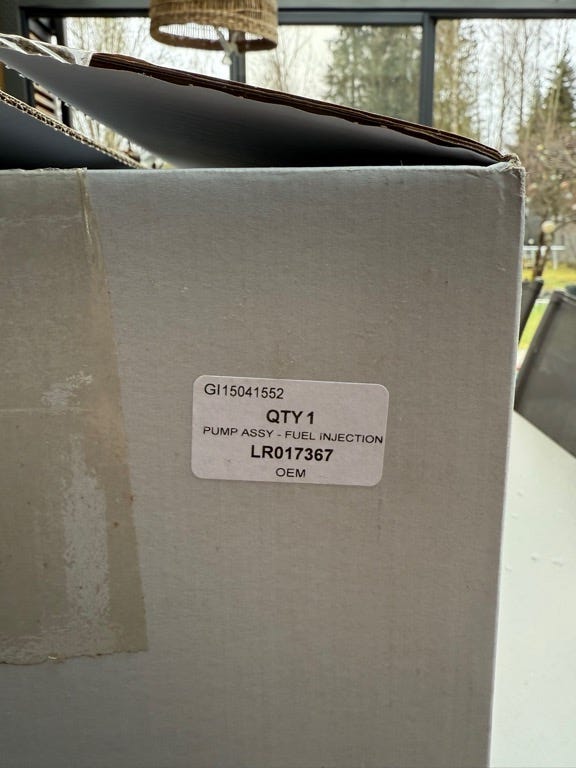 GI15041552
QTY 1
PUMP ASSY - FUEL INJECTION
LR017367
OEM